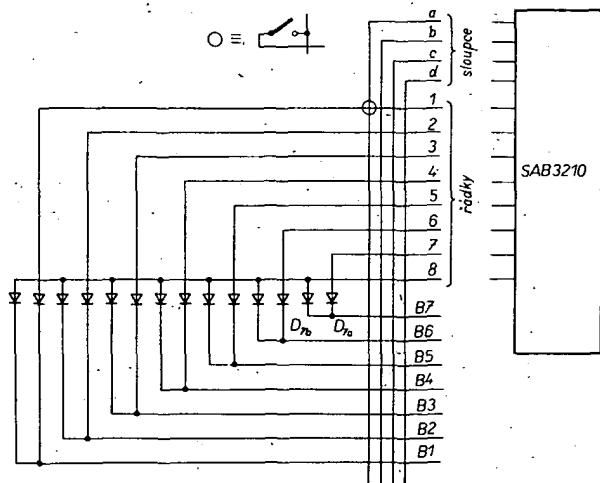 ○ ≡
a
b
c
d
sloupce
1
2
3
4
5
6
7
8
řádky
SAB3210
D7b D7a
B7
B6
B5
B4
B3
B2
B1